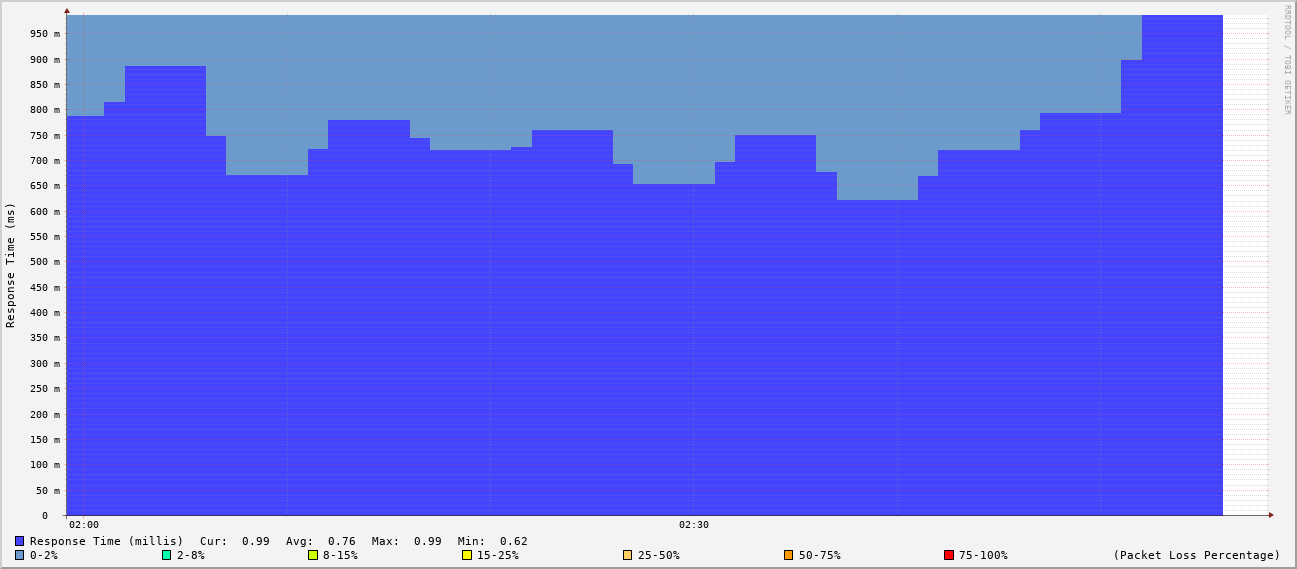 RRDTOOL / TOBI OETIKER
Response Time (ms)
950 m
900 m
850 m
800 m
750 m
700 m
650 m
600 m
550 m
500 m
450 m
400 m
350 m
300 m
250 m
200 m
150 m
100 m
50 m
0
02:00 02:30
Response Time (millis) Cur: 0.99 Avg: 0.76 Max: 0.99 Min: 0.62
0-2% 2-8% 8-15% 15-25% 25-50% 50-75% 75-100% (Packet Loss Percentage)